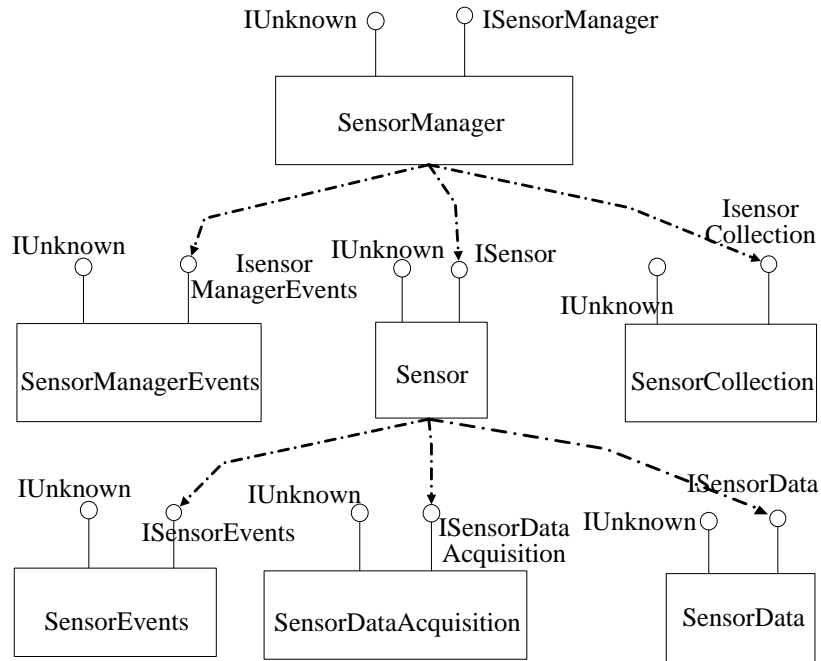 IUnknown
ISensorManager
SensorManager
IUnknown
Isensor
ManagerEvents
IUnknown
ISensor
Isensor
Collection
IUnknown
SensorManagerEvents
Sensor
SensorCollection
IUnknown
ISensorEvents
IUnknown
ISensorData
Acquisition
ISensorData
IUnknown
SensorEvents
SensorDataAcquisition
SensorData